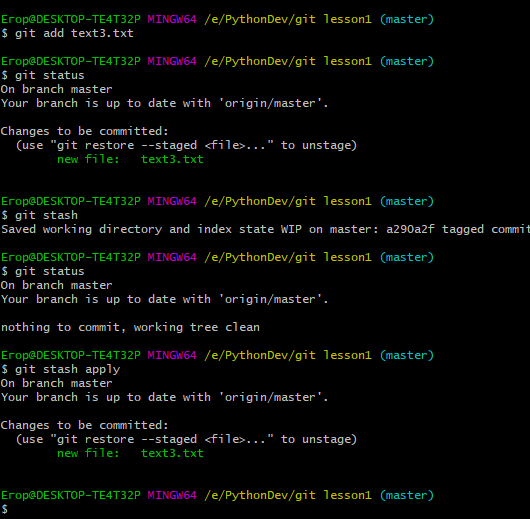 Егор@DESKTOP-TE4T32P MINGW64 /e/PythonDev/git lesson1 (master)
$ git add text3.txt
Егор@DESKTOP-TE4T32P MINGW64 /e/PythonDev/git lesson1 (master)
$ git status
On branch master
Your branch is up to date with 'origin/master'.
Changes to be committed:
  (use "git restore --staged <file>..." to unstage)
        new file:   text3.txt
Егор@DESKTOP-TE4T32P MINGW64 /e/PythonDev/git lesson1 (master)
$ git stash
Saved working directory and index state WIP on master: a290a2f tagged commit
Егор@DESKTOP-TE4T32P MINGW64 /e/PythonDev/git lesson1 (master)
$ git status
On branch master
Your branch is up to date with 'origin/master'.
nothing to commit, working tree clean
Егор@DESKTOP-TE4T32P MINGW64 /e/PythonDev/git lesson1 (master)
$ git stash apply
On branch master
Your branch is up to date with 'origin/master'.
Changes to be committed:
  (use "git restore --staged <file>..." to unstage)
        new file:   text3.txt
Егор@DESKTOP-TE4T32P MINGW64 /e/PythonDev/git lesson1 (master)
$